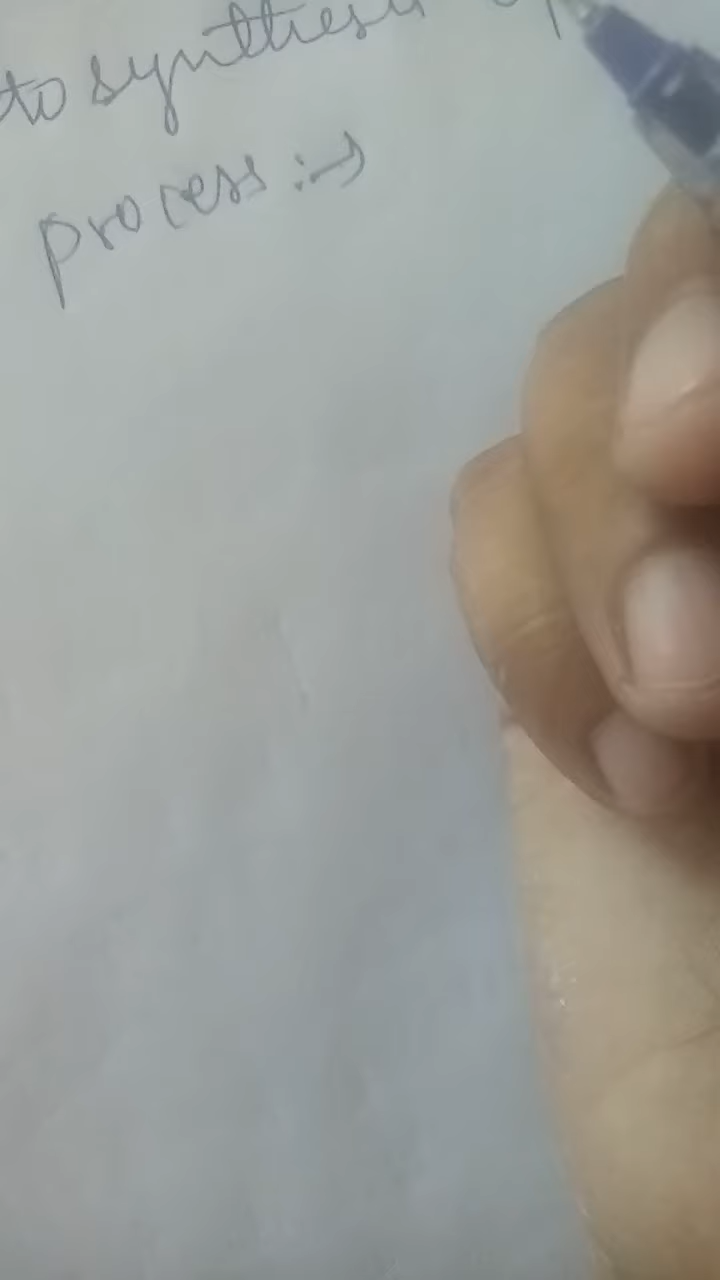 to synthesis
process :→